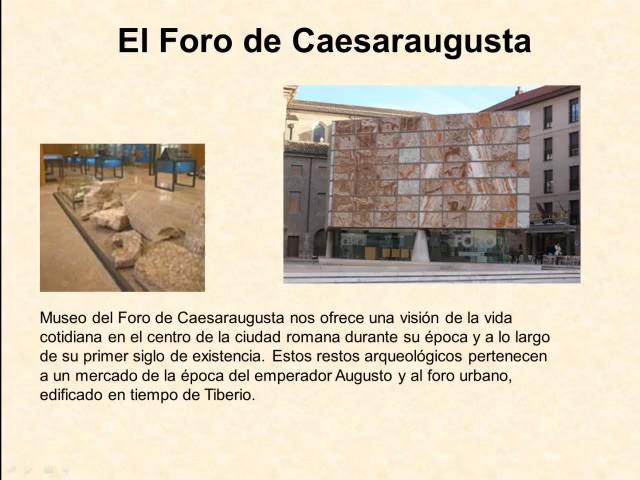 El Foro de Caesaraugusta
FORO
Museo del Foro de Caesaraugusta nos ofrece una visión de la vida
cotidiana en el centro de la ciudad romana durante su época y a lo largo
de su primer siglo de existencia. Estos restos arqueológicos pertenecen
a un mercado de la época del emperador Augusto y al foro urbano,
edificado en tiempo de Tiberio.